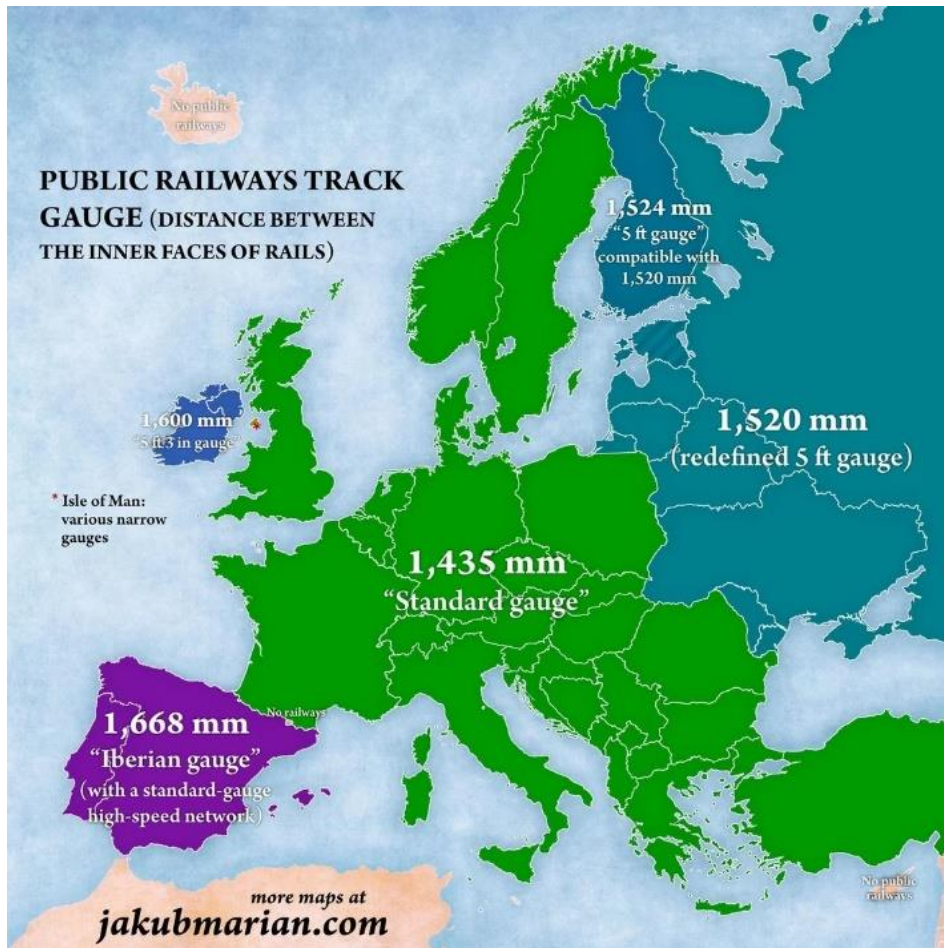 No public
railways
PUBLIC RAILWAYS TRACK
GAUGE (DISTANCE BETWEEN
THE INNER FACES OF RAILS)
1,524 mm
“5 ft gauge”
compatible with
1,520 mm
1,600 mm
“5 ft 3 in gauge”
1,520 mm
(redefined 5 ft gauge)
* Isle of Man:
various narrow
gauges
1,435 mm
“Standard gauge”
No railways
1,668 mm
“Iberian gauge”
(with a standard-gauge
high-speed network)
No public
railways
more maps at
jakubmarian.com